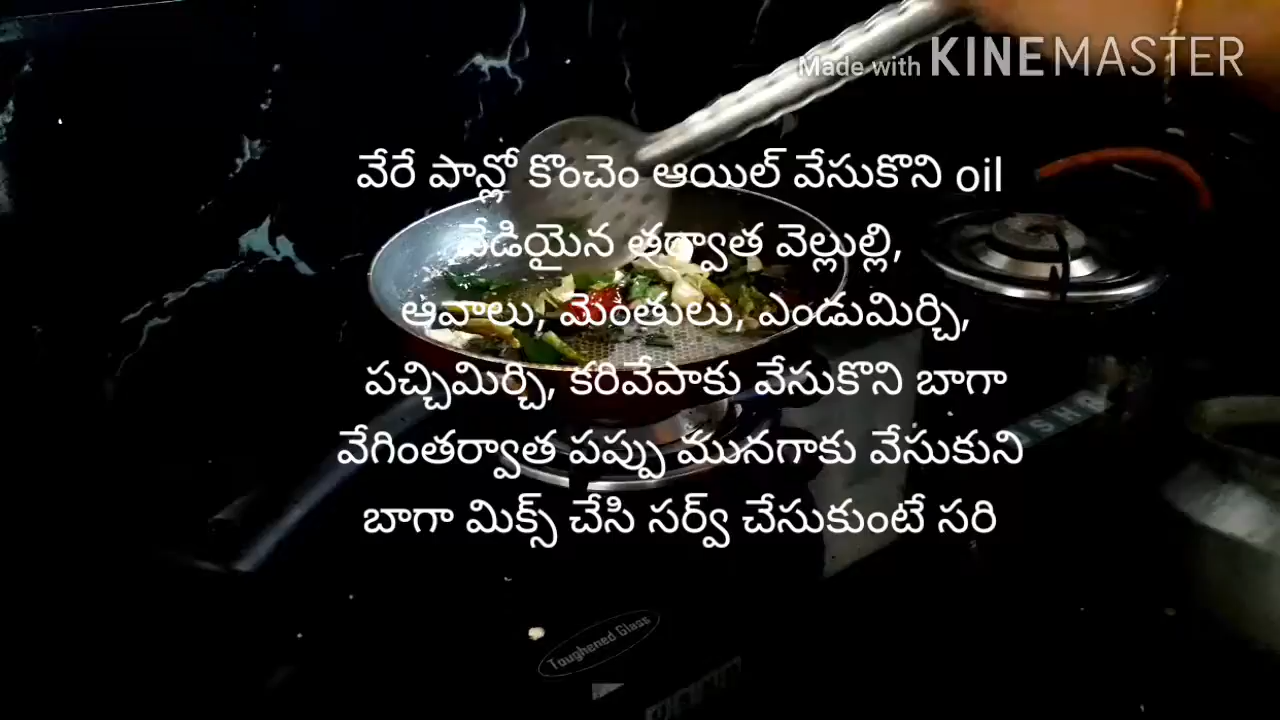 Made with KINEMASTER
వేరే పాన్లో కొంచెం ఆయిల్ వేసుకొని oil
వేడియైన తర్వాత వెల్లుల్లి,
ఆవాలు, మెంతులు, ఎండుమిర్చి,
పచ్చిమిర్చి, కరివేపాకు వేసుకొని బాగా
వేగింతర్వాత పప్పు మునగాకు వేసుకుని
బాగా మిక్స్ చేసి సర్వ్ చేసుకుంటే సరి
Toughened Glass